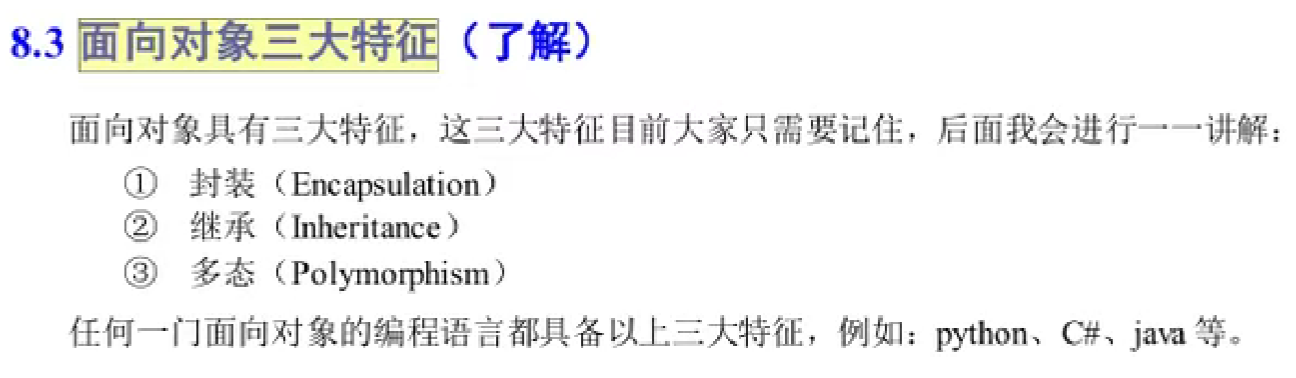 8.3 面向对象三大特征（了解）
面向对象具有三大特征，这三大特征目前大家只需要记住，后面我会进行一一讲解：
① 封装（Encapsulation）
② 继承（Inheritance）
③ 多态（Polymorphism）
任何一门面向对象的编程语言都具备以上三大特征，例如：python、C#、java 等。